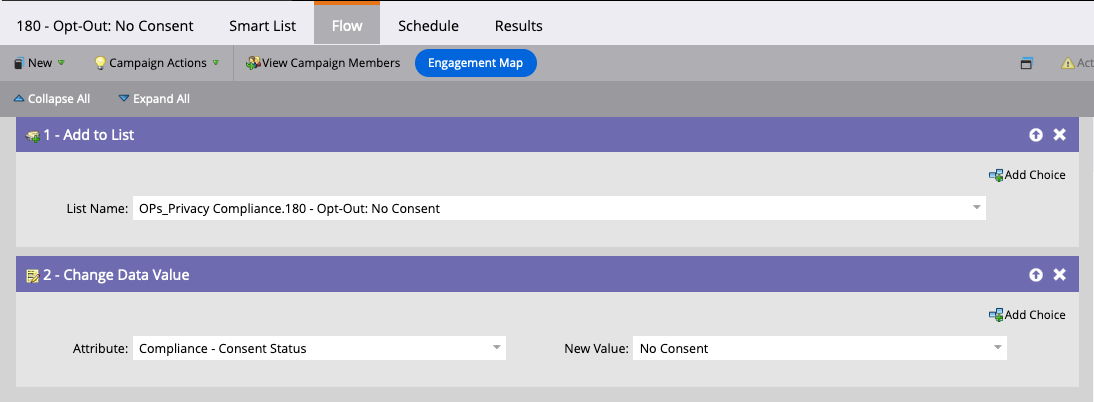 180 - Opt-Out: No Consent Smart List Flow Schedule Results
New Campaign Actions View Campaign Members Engagement Map Act
Collapse All Expand All
1 - Add to List
Add Choice
List Name: OPs_Privacy Compliance.180 - Opt-Out: No Consent
2 - Change Data Value
Add Choice
Attribute: Compliance - Consent Status New Value: No Consent